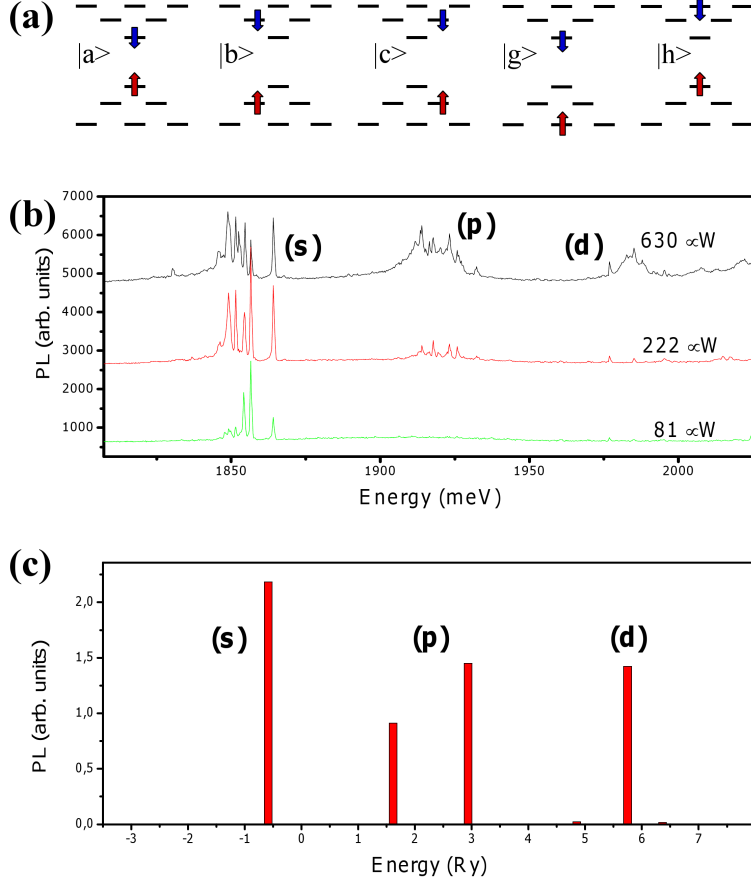 (a)
|a> |b> |c> |g> |h>
(b)
7000
6000
5000
4000
3000
2000
1000
PL (arb. units)
(s) (p) (d)
630 ∝W
222 ∝W
81 ∝W
1850 1900 1950 2000
Energy (meV)
(c)
2,0
1,5
1,0
0,5
0,0
PL (arb. units)
(s) (p) (d)
-3 -2 -1 0 1 2 3 4 5 6 7
Energy (Ry)